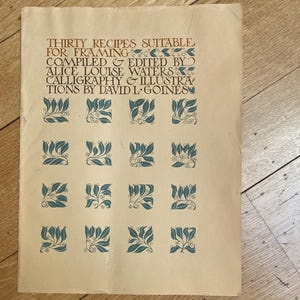 THIRTY RECIPES SUITABLE
FOR FRAMING
COMPILED & EDITED BY
ALICE LOUISE WATERS
CALLIGRAPHY & ILLUSTRA
TIONS BY DAVID L · GOINES